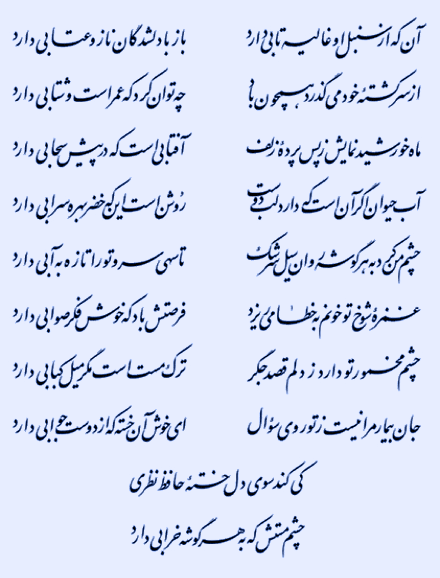 آن که از سنبل او غالیه تابی دارد باز با دلشدگان ناز و عتابی دارد
از سر کشته خود می‌گذرد همچون باد چه توان کرد که عمر است و شتابی دارد
ماه خورشید نمایش ز پس پرده زلف آفتابیست که در پیش سحابی دارد
آب حیوان اگر آن است که دارد لب دوست روشن است این که خضر بهره سرابی دارد
چشم من کرد به هر گوشه روان سیل سرشک تا سهی سرو تو را تازه به آبی دارد
غمزه شوخ تو خونم به خطا می‌ریزد فرصتش باد که خوش فکر صوابی دارد
چشم مخمور تو دارد ز دلم قصد جگر ترک مست است مگر میل کبابی دارد
جان بیمار مرا نیست ز تو روی سؤال ای خوش آن خسته که از دوست جوابی دارد
کی کند سوی دل خسته حافظ نظری
چشم مستش که به هر گوشه خرابی دارد